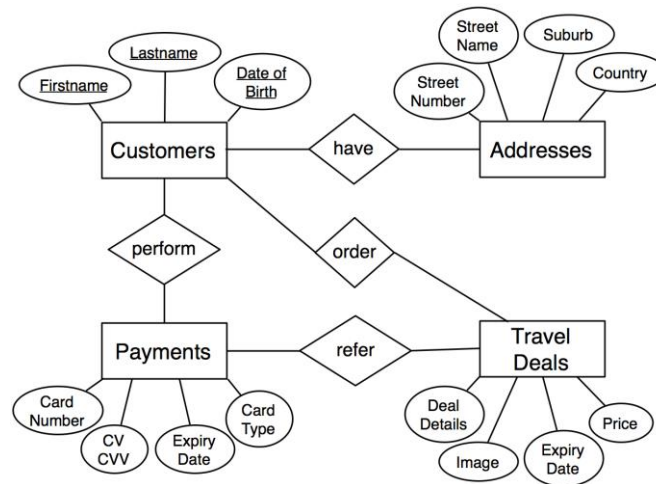 Lastname
Firstname
Date of
Birth
Street
Name
Suburb
Street
Number
Country
Customers
have
Addresses
perform
order
Payments
refer
Travel
Deals
Card
Number
CV
CVV
Expiry
Date
Card
Type
Deal
Details
Image
Expiry
Date
Price